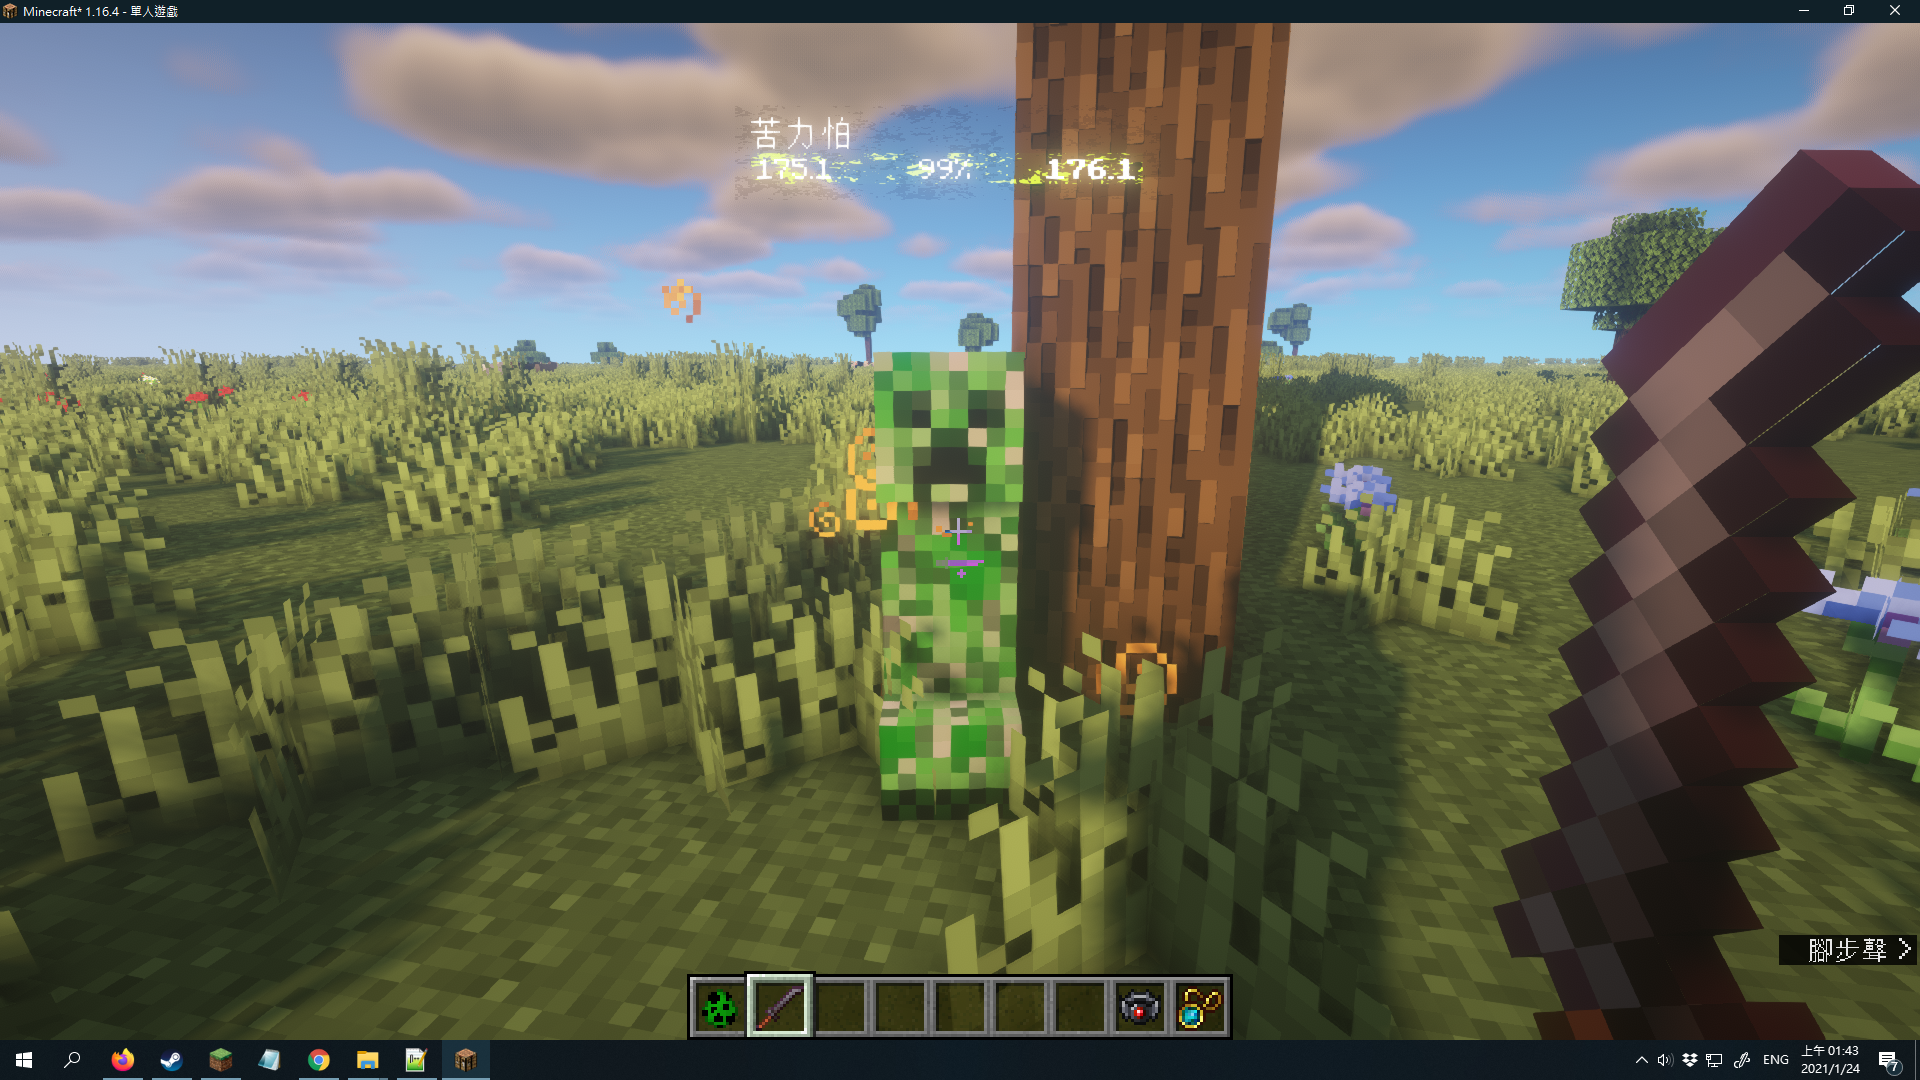 Minecraft* 1.16.4 - 單人遊戲
苦力怕
175.1 99% 176.1
腳步聲 >
ENG
上午 01:43
2021/1/24
7